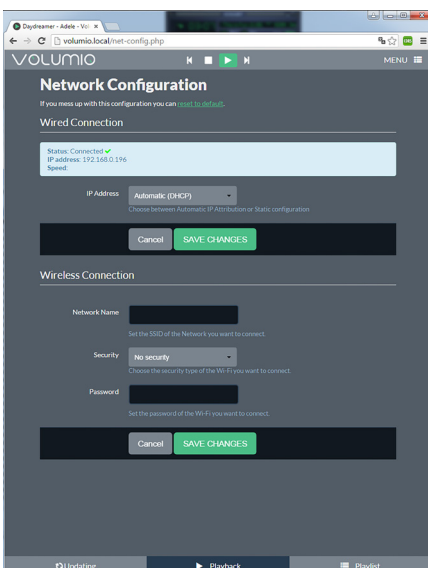 Daydreamer - Adele - Vol
volumio.local/net-config.php
VOLUMIO
MENU
Network Configuration
If you mess up with this configuration you can reset to default.
Wired Connection
Status: Connected ✔
IP address: 192.168.0.196
Speed:
IP Address
Automatic (DHCP)
Choose between Automatic IP Attribution or Static configuration
Cancel
SAVE CHANGES
Wireless Connection
Network Name
Set the SSID of the Network you want to connect.
Security
No security
Choose the security type of the Wi-Fi you want to connect.
Password
Set the password of the Wi-Fi you want to connect.
Cancel
SAVE CHANGES
Updating
Playback
Playlist